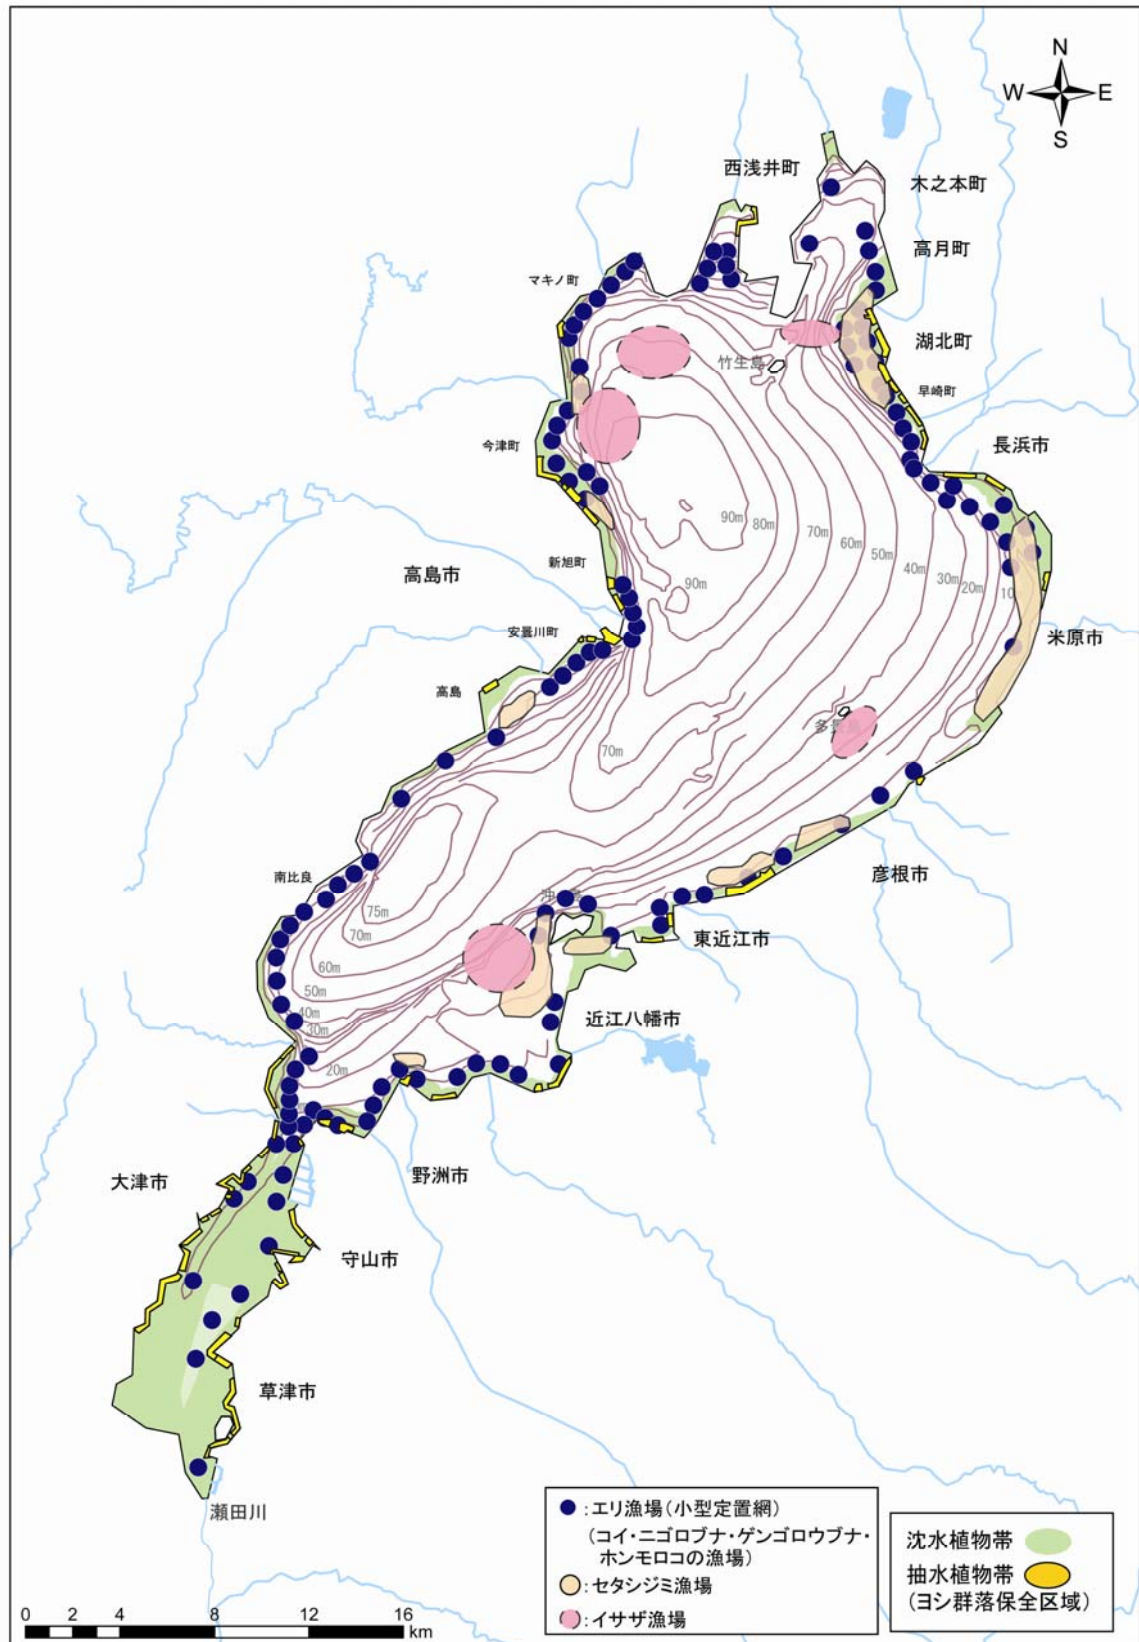 N
W
E
S
西浅井町
木之本町
高月町
マキノ町
湖北町
竹生島
早崎町
今津町
長浜市
90m
80m
70m
60m
50m
40m
30m
20m
10
新旭町
高島市
90m
安曇川町
米原市
高島
多景島
70m
南比良
彦根市
75m
70m
60m
50m
40m
30m
20m
東近江市
近江八幡市
大津市
野洲市
守山市
草津市
瀬田川
:エリ漁場(小型定置網)
(コイ・ニゴロブナ・ゲンゴロウブナ・
ホンモロコの漁場)
:セタシジミ漁場
:イサザ漁場
沈水植物帯
抽水植物帯
(ヨシ群落保全区域)
0 2 4 8 12 16
km